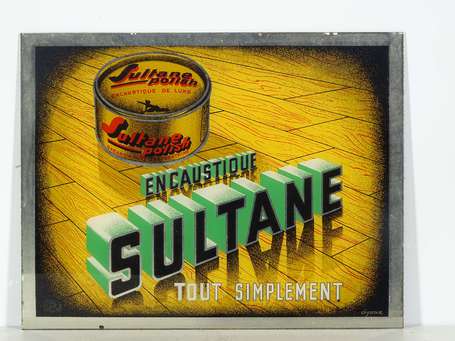 Sultane
polish
ENCAUSTIQUE DE LUXE
Sultane
polish
ENCAUSTIQUE
SULTANE
TOUT SIMPLEMENT